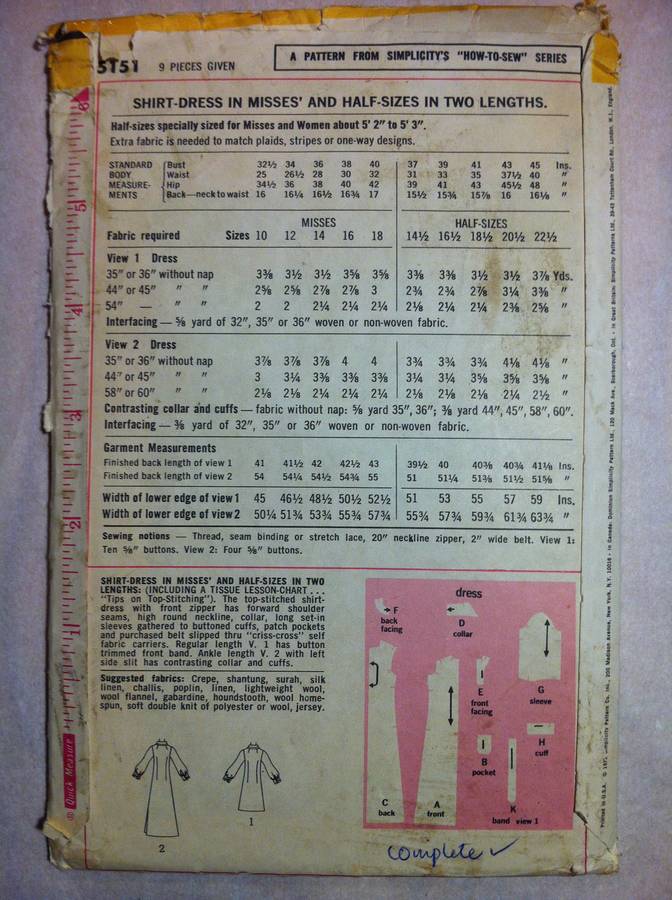 5151 9 PIECES GIVEN
A PATTERN FROM SIMPLICITY'S "HOW-TO-SEW" SERIES
SHIRT-DRESS IN MISSES' AND HALF-SIZES IN TWO LENGTHS.
Half-sizes specially sized for Misses and Women about 5' 2" to 5' 3".
Extra fabric is needed to match plaids, stripes or one-way designs.
STANDARD Bust 32½ 34 36 38 40 37 39 41 43 45 Ins.
BODY Waist 25 26½ 28 30 32 31 33 35 37½ 40 "
MEASURE- Hip 34½ 36 38 40 42 39 41 43 45½ 48 "
MENTS Back—neck to waist 16 16¼ 16½ 16¾ 17 15½ 15¾ 15⅞ 16 16⅛ "
MISSES HALF-SIZES
Fabric required Sizes 10 12 14 16 18 14½ 16½ 18½ 20½ 22½
View 1 Dress
35" or 36" without nap 3⅜ 3½ 3½ 3⅝ 3⅝ 3⅜ 3⅜ 3½ 3½ 3⅞ Yds.
44" or 45" " " 2⅝ 2⅝ 2⅞ 2⅞ 3 2¾ 2¾ 2⅞ 3¼ 3⅜ "
54" — " " 2 2 2¼ 2¼ 2¼ 2⅛ 2¼ 2¼ 2⅜ 2⅝ "
Interfacing — ⅝ yard of 32", 35" or 36" woven or non-woven fabric.
View 2 Dress
35" or 36" without nap 3⅞ 3⅞ 3⅞ 4 4 3¾ 3¾ 3¾ 4⅛ 4⅛ "
44" or 45" " " 3 3¼ 3⅜ 3⅜ 3⅜ 3¼ 3¼ 3⅝ 3⅝ 3⅝ "
58" or 60" " " 2⅛ 2⅛ 2¼ 2¼ 2¼ 2⅛ 2⅛ 2⅛ 2¼ 2½ "
Contrasting collar and cuffs — fabric without nap: ⅝ yard 35", 36"; ⅜ yard 44", 45", 58", 60".
Interfacing — ⅜ yard of 32", 35" or 36" woven or non-woven fabric.
Garment Measurements
Finished back length of view 1 41 41½ 42 42½ 43 39½ 40 40⅜ 40¾ 41⅛ Ins.
Finished back length of view 2 54 54¼ 54½ 54¾ 55 51 51¼ 51⅜ 51½ 51⅝ "
Width of lower edge of view 1 45 46½ 48½ 50½ 52½ 51 53 55 57 59 Ins.
Width of lower edge of view 2 50¼ 51¾ 53¾ 55¾ 57¾ 55¾ 57¾ 59¾ 61¾ 63¾ "
Sewing notions — Thread, seam binding or stretch lace, 20" neckline zipper, 2" wide belt. View 1:
Ten ⅝" buttons. View 2: Four ⅝" buttons.
SHIRT-DRESS IN MISSES' AND HALF-SIZES IN TWO
LENGTHS: (INCLUDING A TISSUE LESSON-CHART . . .
"Tips on Top-Stitching"). The top-stitched shirt-
dress with front zipper has forward shoulder
seams, high round neckline, collar, long set-in
sleeves gathered to buttoned cuffs, patch pockets
and purchased belt slipped thru "criss-cross" self
fabric carriers. Regular length V. 1 has button
trimmed front band. Ankle length V. 2 with left
side slit has contrasting collar and cuffs.
Suggested fabrics: Crepe, shantung, surah, silk
linen, challis, poplin, linen, lightweight wool,
wool flannel, gabardine, houndstooth, wool home-
spun, soft double knit of polyester or wool, jersey.
2
1
dress
F
back
facing
D
collar
E
front
facing
G
sleeve
B
pocket
H
cuff
C
back
A
front
K
band view 1
complete ✓
6
5
4
3
2
1
Quick Measure